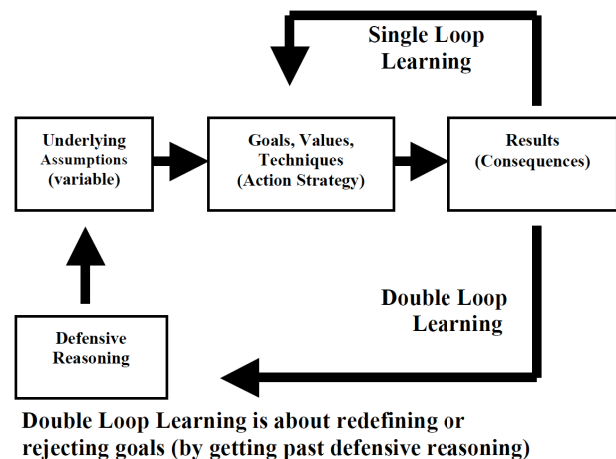 Single Loop
Learning
Underlying
Assumptions
(variable)
Goals, Values,
Techniques
(Action Strategy)
Results
(Consequences)
Double Loop
Learning
Defensive
Reasoning
Double Loop Learning is about redefining or
rejecting goals (by getting past defensive reasoning)